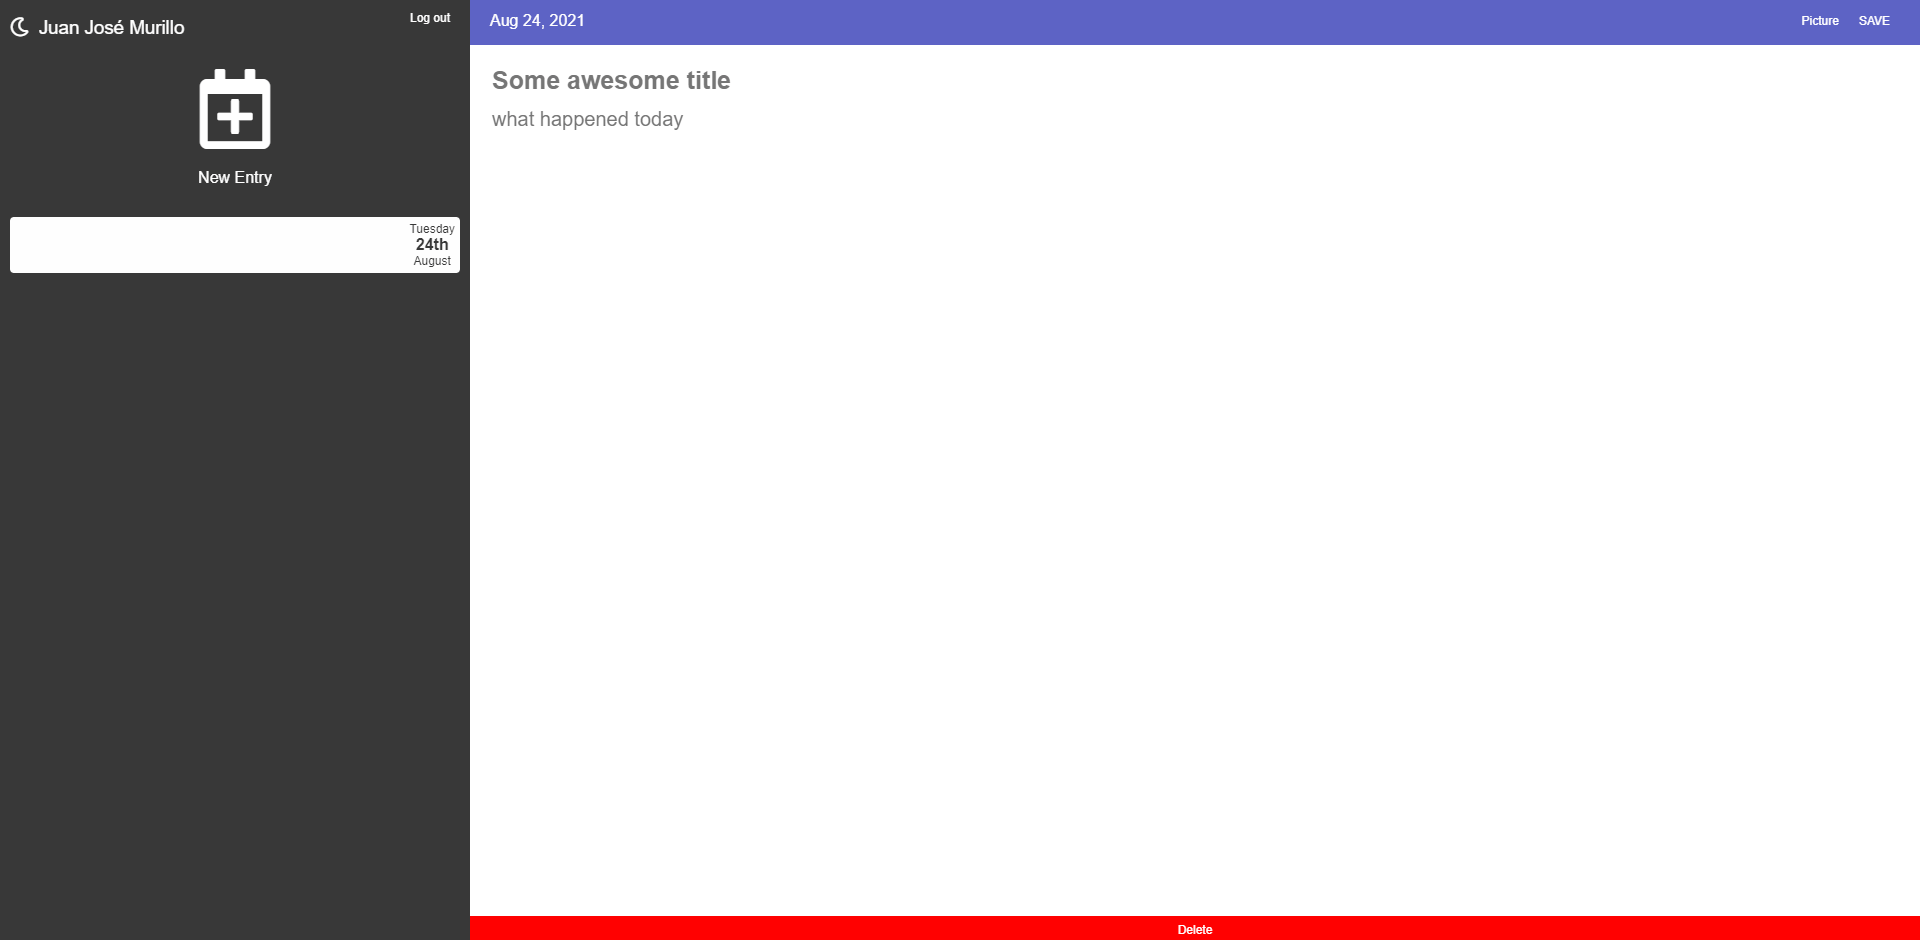 Juan José Murillo
Log out
New Entry
Tuesday
24th
August
Aug 24, 2021
Picture
SAVE
Some awesome title
what happened today
Delete